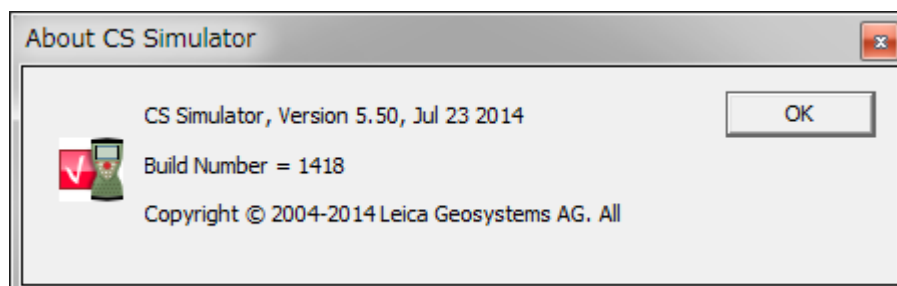 About CS Simulator
CS Simulator, Version 5.50, Jul 23 2014
OK
Build Number = 1418
Copyright © 2004-2014 Leica Geosystems AG. All